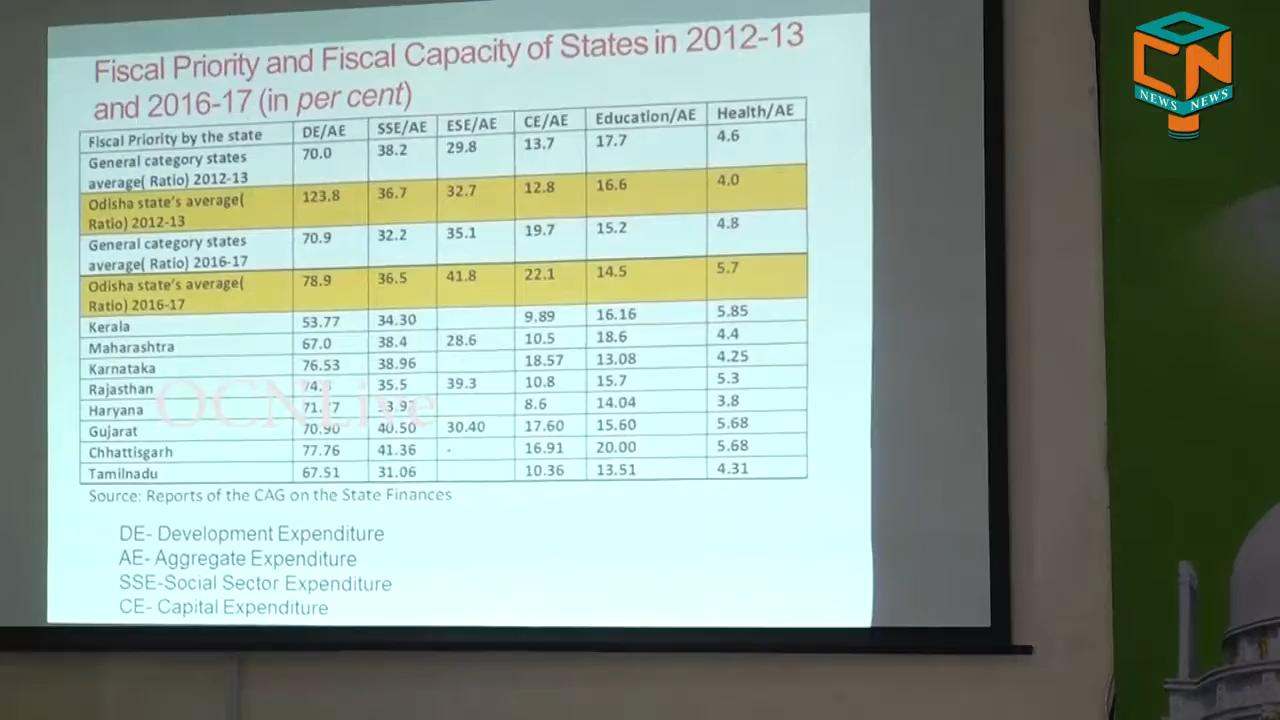 Fiscal Priority and Fiscal Capacity of States in 2012-13
and 2016-17 (in per cent)
Fiscal Priority by the state DE/AE SSE/AE ESE/AE CE/AE Education/AE Health/AE
General category states
average( Ratio) 2012-13 70.0 38.2 29.8 13.7 17.7 4.6
Odisha state's average(
Ratio) 2012-13 123.8 36.7 32.7 12.8 16.6 4.0
General category states
average( Ratio) 2016-17 70.9 32.2 35.1 19.7 15.2 4.8
Odisha state's average(
Ratio) 2016-17 78.9 36.5 41.8 22.1 14.5 5.7
Kerala 53.77 34.30 9.89 16.16 5.85
Maharashtra 67.0 38.4 28.6 10.5 18.6 4.4
Karnataka 76.53 38.96 18.57 13.08 4.25
Rajasthan 35.5 39.3 10.8 15.7 5.3
Haryana 8.6 14.04 3.8
Gujarat 70.90 40.50 30.40 17.60 15.60 5.68
Chhattisgarh 77.76 41.36 - 16.91 20.00 5.68
Tamilnadu 67.51 31.06 10.36 13.51 4.31
Source: Reports of the CAG on the State Finances
DE- Development Expenditure
AE- Aggregate Expenditure
SSE-Social Sector Expenditure
CE- Capital Expenditure
OCNLive
OCN
NEWS NEWS